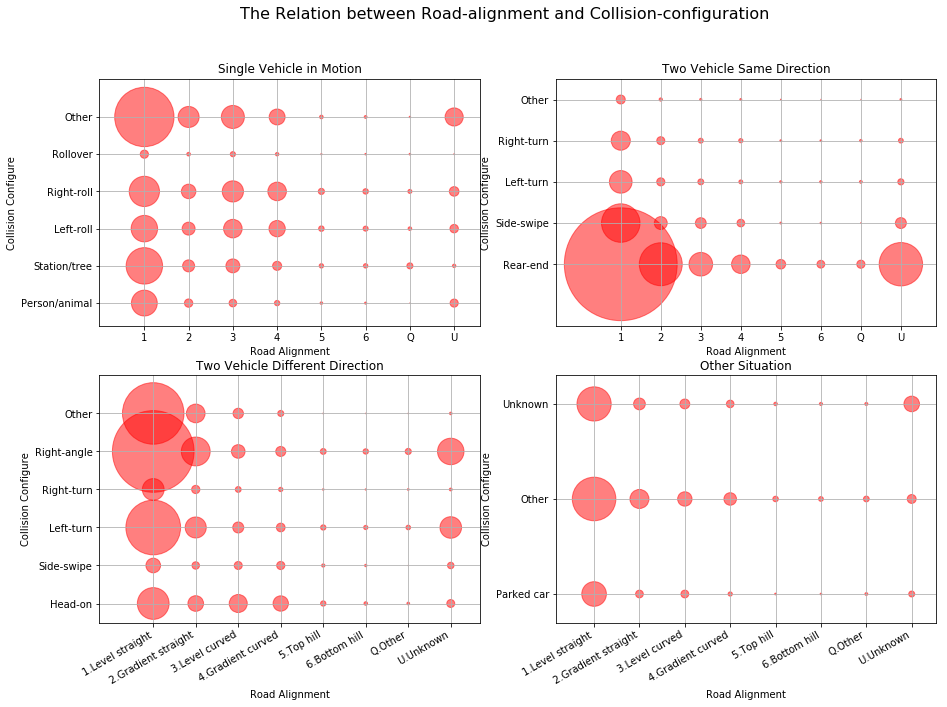 The Relation between Road-alignment and Collision-configuration
Single Vehicle in Motion
Collision Configure
Other
Rollover
Right-roll
Left-roll
Station/tree
Person/animal
1 2 3 4 5 6 Q U
Road Alignment
Two Vehicle Same Direction
Collision Configure
Other
Right-turn
Left-turn
Side-swipe
Rear-end
1 2 3 4 5 6 Q U
Road Alignment
Two Vehicle Different Direction
Collision Configure
Other
Right-angle
Right-turn
Left-turn
Side-swipe
Head-on
1.Level straight
2.Gradient straight
3.Level curved
4.Gradient curved
5.Top hill
6.Bottom hill
Q.Other
U.Unknown
Road Alignment
Other Situation
Collision Configure
Unknown
Other
Parked car
1.Level straight
2.Gradient straight
3.Level curved
4.Gradient curved
5.Top hill
6.Bottom hill
Q.Other
U.Unknown
Road Alignment